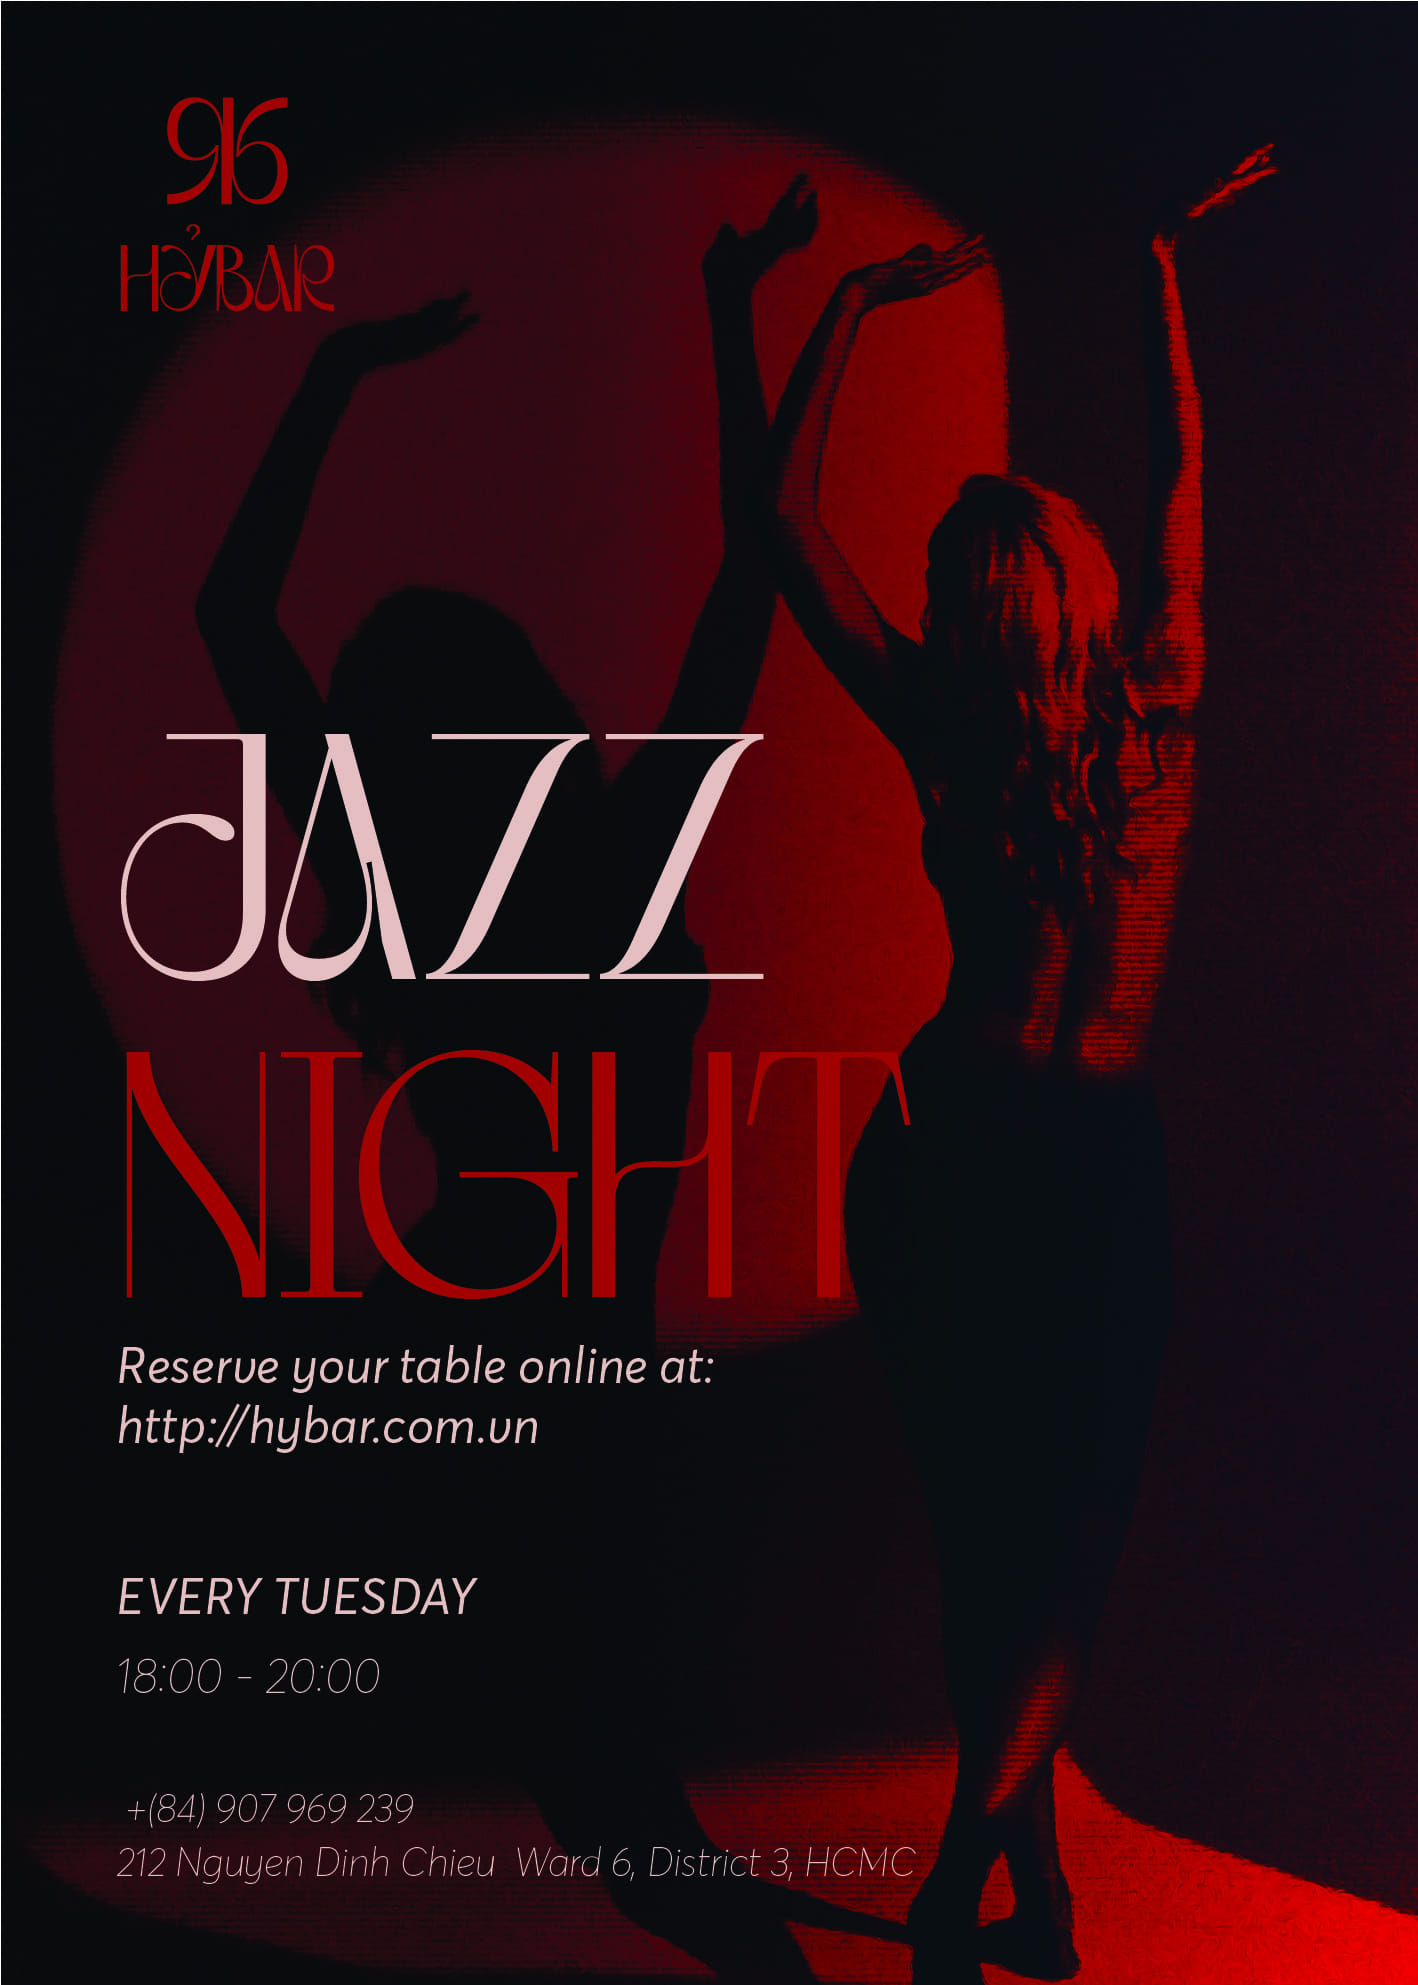 96
HỷBAR
JAZZ
NIGHT
Reserve your table online at:
http://hybar.com.vn
EVERY TUESDAY
18:00 - 20:00
+(84) 907 969 239
212 Nguyen Dinh Chieu  Ward 6, District 3, HCMC